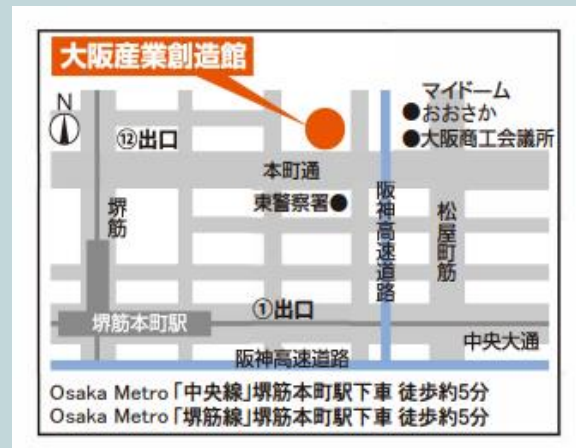 大阪産業創造館
N
マイドーム
●おおさか
●大阪商工会議所
⑫出口
本町通
東警察署●
堺筋
阪神高速道路
松屋町筋
①出口
堺筋本町駅
中央大通
阪神高速道路
Osaka Metro「中央線」堺筋本町駅下車 徒歩約5分
Osaka Metro「堺筋線」堺筋本町駅下車 徒歩約5分